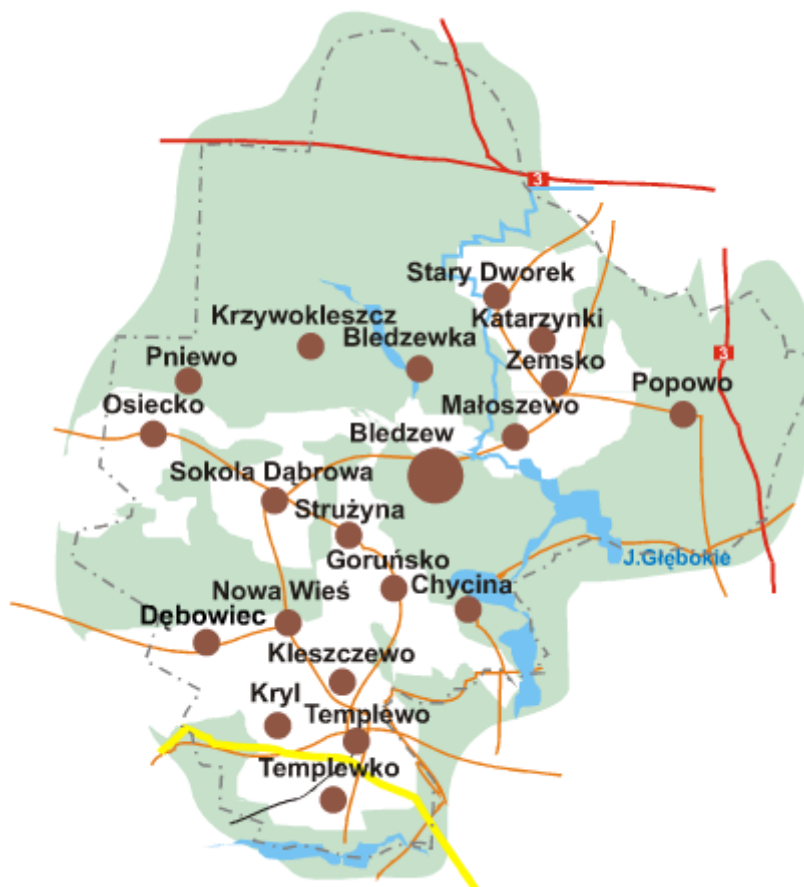 3
Stary Dworek
Krzywokleszcz
Katarzynki
Bledzewka
3
Pniewo
Zemsko
Popowo
Osiecko
Małoszewo
Bledzew
Sokola Dąbrowa
Strużyna
Goruńsko
J.Głębokie
Nowa Wieś
Chycina
Dębowiec
Kleszczewo
Kryl
Templewo
Templewko